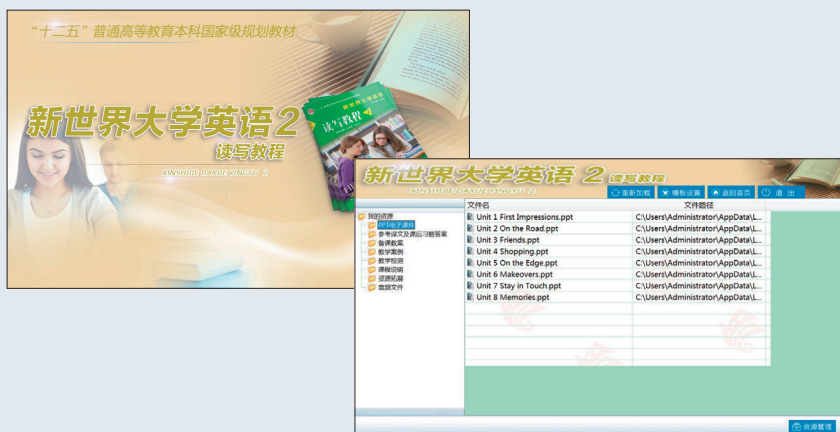 “十二五”普通高等教育本科国家级规划教材
新世界大学英语2
读写教程
XINSHIJIE DAXUE YINGYU 2
读写教程
新世界大学英语 2 读写教程
XINSHIJIE DAXUE YINGYU 2
重新加载 模板设置 返回首页 退 出
文件名 文件路径
我的资源
PPT电子课件
参考译文及课后习题答案
备课教案
教学案例
教学检测
课程说明
资源拓展
音频文件
Unit 1 First Impressions.ppt C:\Users\Administrator\AppData\L...
Unit 2 On the Road.ppt C:\Users\Administrator\AppData\L...
Unit 3 Friends.ppt C:\Users\Administrator\AppData\L...
Unit 4 Shopping.ppt C:\Users\Administrator\AppData\L...
Unit 5 On the Edge.ppt C:\Users\Administrator\AppData\L...
Unit 6 Makeovers.ppt C:\Users\Administrator\AppData\L...
Unit 7 Stay in Touch.ppt C:\Users\Administrator\AppData\L...
Unit 8 Memories.ppt C:\Users\Administrator\AppData\L...
资源管理